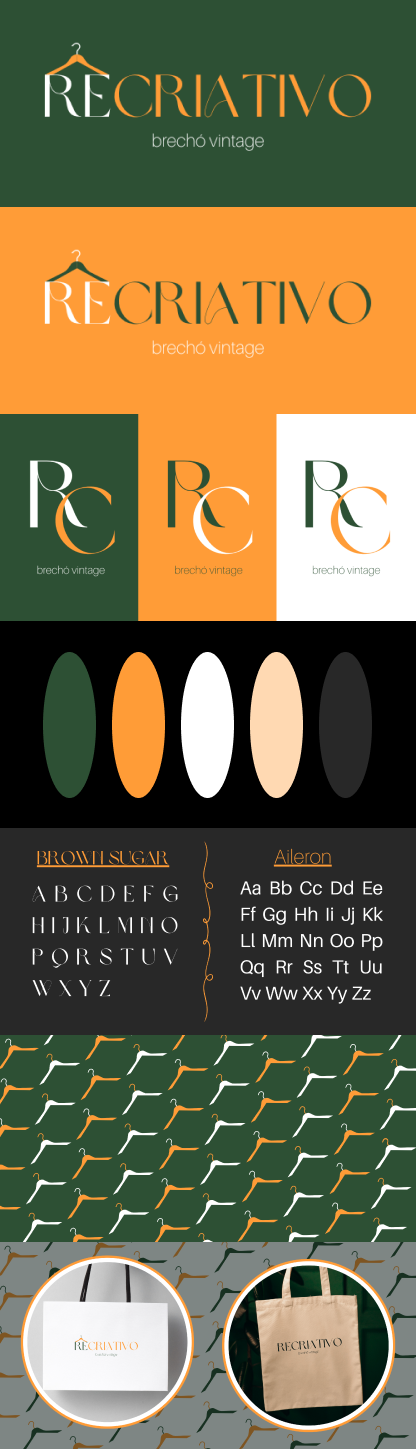 RECRIATIVO
brechó vintage
RECRIATIVO
brechó vintage
RC
brechó vintage
RC
brechó vintage
RC
brechó vintage
BROWN SUGAR
A B C D E F G
H I J K L M N O
P Q R S T U V
W X Y Z
Aileron
Aa Bb Cc Dd Ee
Ff Gg Hh Ii Jj Kk
Ll Mm Nn Oo Pp
Qq Rr Ss Tt Uu
Vv Ww Xx Yy Zz
RECRIATIVO
RECRIATIVO